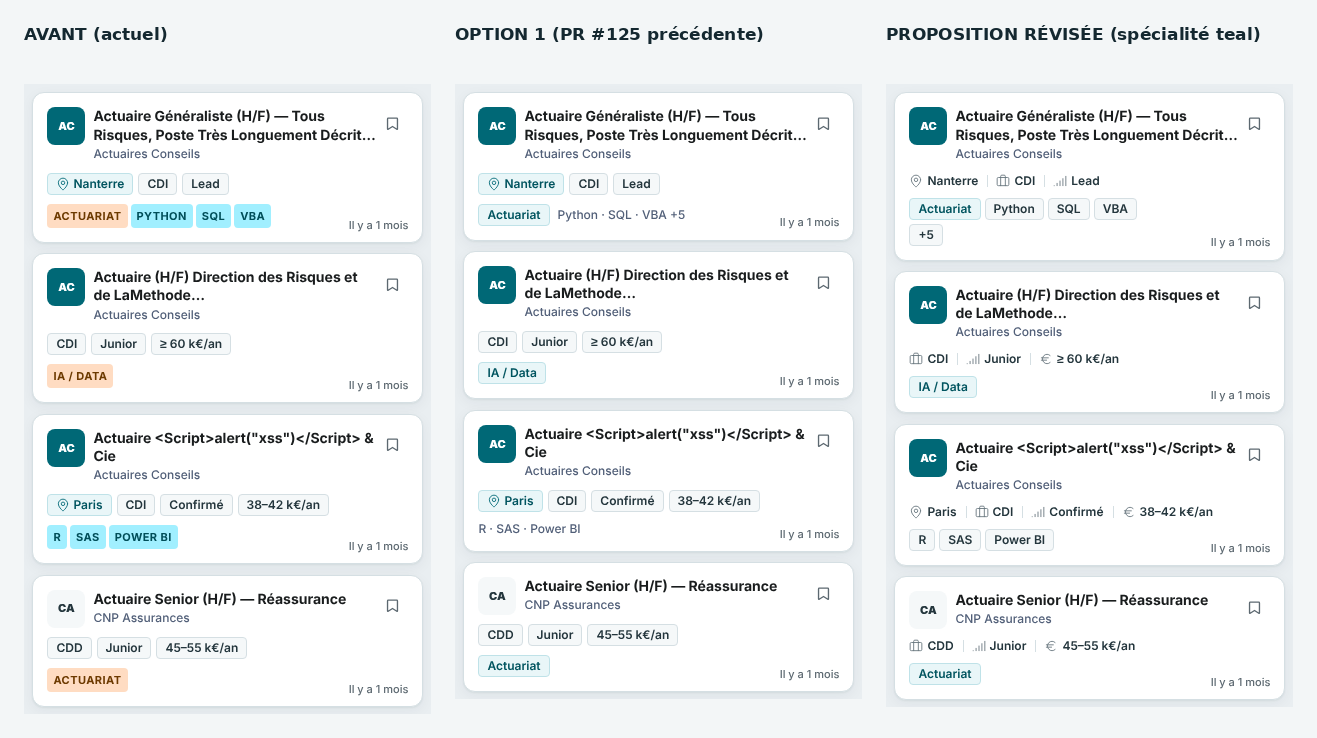 AVANT (actuel)
AC
Actuaire Généraliste (H/F) — Tous
Risques, Poste Très Longuement Décrit…
Actuaires Conseils
Nanterre CDI Lead
ACTUARIAT PYTHON SQL VBA
Il y a 1 mois
AC
Actuaire (H/F) Direction des Risques et
de LaMethode…
Actuaires Conseils
CDI Junior ≥ 60 k€/an
IA / DATA
Il y a 1 mois
AC
Actuaire <Script>alert("xss")</Script> &
Cie
Actuaires Conseils
Paris CDI Confirmé 38–42 k€/an
R SAS POWER BI
Il y a 1 mois
CA
Actuaire Senior (H/F) — Réassurance
CNP Assurances
CDD Junior 45–55 k€/an
ACTUARIAT
Il y a 1 mois
OPTION 1 (PR #125 précédente)
AC
Actuaire Généraliste (H/F) — Tous
Risques, Poste Très Longuement Décrit…
Actuaires Conseils
Nanterre CDI Lead
Actuariat Python · SQL · VBA +5
Il y a 1 mois
AC
Actuaire (H/F) Direction des Risques et
de LaMethode…
Actuaires Conseils
CDI Junior ≥ 60 k€/an
IA / Data
Il y a 1 mois
AC
Actuaire <Script>alert("xss")</Script> &
Cie
Actuaires Conseils
Paris CDI Confirmé 38–42 k€/an
R · SAS · Power BI
Il y a 1 mois
CA
Actuaire Senior (H/F) — Réassurance
CNP Assurances
CDD Junior 45–55 k€/an
Actuariat
Il y a 1 mois
PROPOSITION RÉVISÉE (spécialité teal)
AC
Actuaire Généraliste (H/F) — Tous
Risques, Poste Très Longuement Décrit…
Actuaires Conseils
Nanterre CDI Lead
Actuariat Python SQL VBA
+5
Il y a 1 mois
AC
Actuaire (H/F) Direction des Risques et
de LaMethode…
Actuaires Conseils
CDI Junior € ≥ 60 k€/an
IA / Data
Il y a 1 mois
AC
Actuaire <Script>alert("xss")</Script> &
Cie
Actuaires Conseils
Paris CDI Confirmé € 38–42 k€/an
R SAS Power BI
Il y a 1 mois
CA
Actuaire Senior (H/F) — Réassurance
CNP Assurances
CDD Junior € 45–55 k€/an
Actuariat
Il y a 1 mois